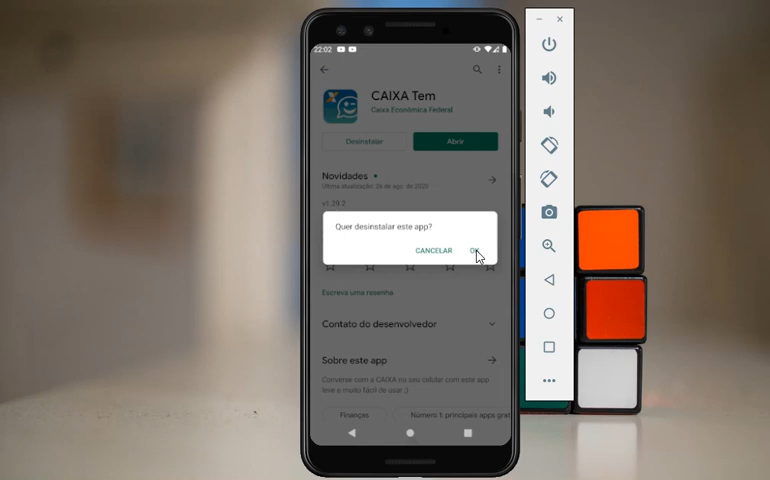 22:02
CAIXA Tem
Caixa Econômica Federal
Desinstalar
Abrir
Novidades
Última atualização: 26 de ago. de 2020
v1.28.2
Quer desinstalar este app?
CANCELAR
OK
Escreva uma resenha
Contato do desenvolvedor
Sobre este app
Converse com a CAIXA no seu celular com este app
leve e muito fácil de usar ;)
Finanças
Número 1: principais apps grat